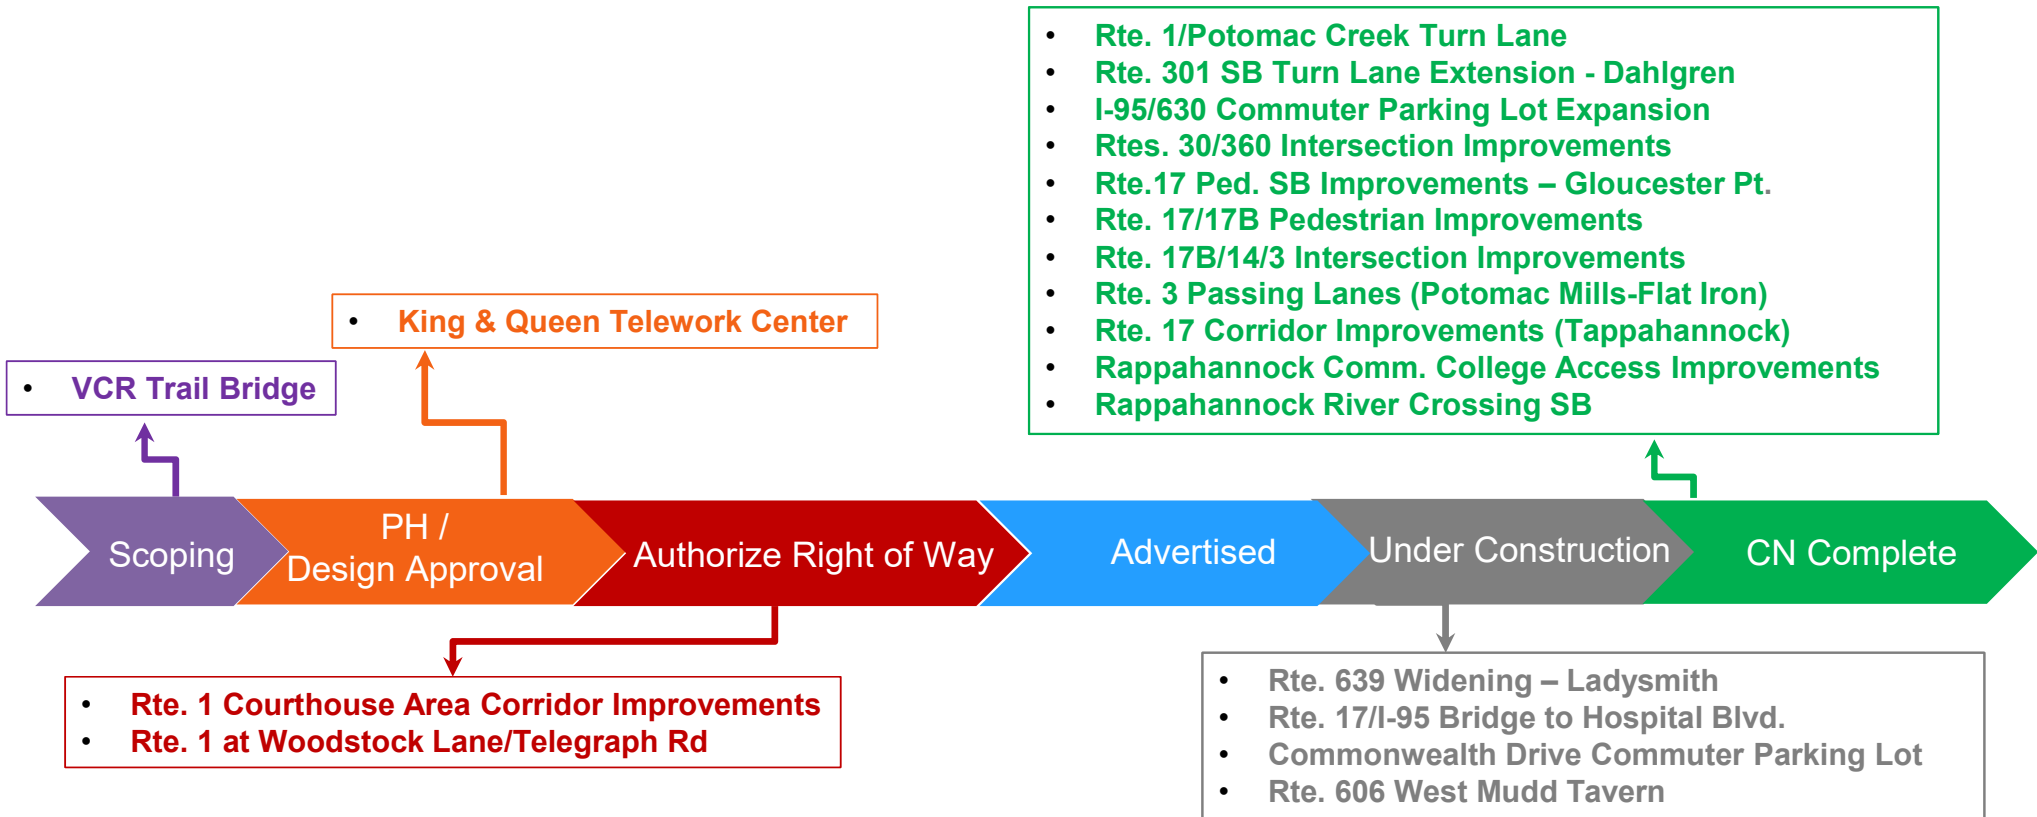 • Rte. 1/Potomac Creek Turn Lane
• Rte. 301 SB Turn Lane Extension - Dahlgren
• I-95/630 Commuter Parking Lot Expansion
• Rtes. 30/360 Intersection Improvements
• Rte.17 Ped. SB Improvements – Gloucester Pt.
• Rte. 17/17B Pedestrian Improvements
• Rte. 17B/14/3 Intersection Improvements
• Rte. 3 Passing Lanes (Potomac Mills-Flat Iron)
• Rte. 17 Corridor Improvements (Tappahannock)
• Rappahannock Comm. College Access Improvements
• Rappahannock River Crossing SB
• King & Queen Telework Center
• VCR Trail Bridge
Scoping
PH /
Design Approval
Authorize Right of Way
Advertised
Under Construction
CN Complete
• Rte. 1 Courthouse Area Corridor Improvements
• Rte. 1 at Woodstock Lane/Telegraph Rd
• Rte. 639 Widening – Ladysmith
• Rte. 17/I-95 Bridge to Hospital Blvd.
• Commonwealth Drive Commuter Parking Lot
• Rte. 606 West Mudd Tavern